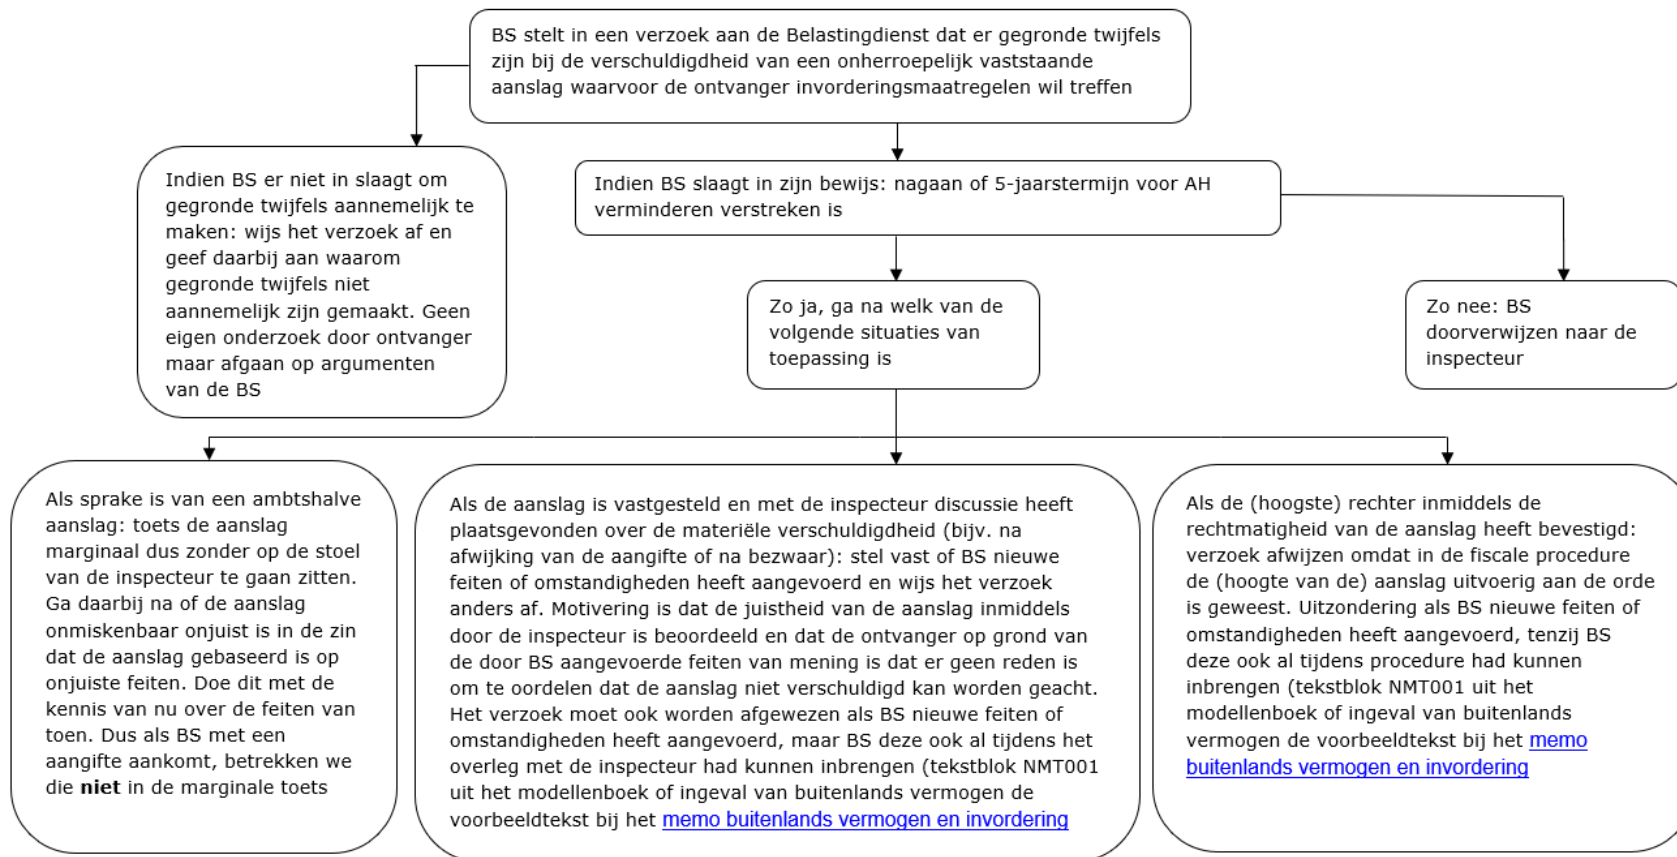 BS stelt in een verzoek aan de Belastingdienst dat er gegronde twijfels
zijn bij de verschuldigdheid van een onherroepelijk vaststaande
aanslag waarvoor de ontvanger invorderingsmaatregelen wil treffen
Indien BS er niet in slaagt om
gegronde twijfels aannemelijk te
maken: wijs het verzoek af en
geef daarbij aan waarom
gegronde twijfels niet
aannemelijk zijn gemaakt. Geen
eigen onderzoek door ontvanger
maar afgaan op argumenten
van de BS
Indien BS slaagt in zijn bewijs: nagaan of 5-jaarstermijn voor AH
verminderen verstreken is
Zo ja, ga na welk van de
volgende situaties van
toepassing is
Zo nee: BS
doorverwijzen naar de
inspecteur
Als sprake is van een ambtshalve
aanslag: toets de aanslag
marginaal dus zonder op de stoel
van de inspecteur te gaan zitten.
Ga daarbij na of de aanslag
onmiskenbaar onjuist is in de zin
dat de aanslag gebaseerd is op
onjuiste feiten. Doe dit met de
kennis van nu over de feiten van
toen. Dus als BS met een
aangifte aankomt, betrekken we
die niet in de marginale toets
Als de aanslag is vastgesteld en met de inspecteur discussie heeft
plaatsgevonden over de materiële verschuldigdheid (bijv. na
afwijking van de aangifte of na bezwaar): stel vast of BS nieuwe
feiten of omstandigheden heeft aangevoerd en wijs het verzoek
anders af. Motivering is dat de juistheid van de aanslag inmiddels
door de inspecteur is beoordeeld en dat de ontvanger op grond van
de door BS aangevoerde feiten van mening is dat er geen reden is
om te oordelen dat de aanslag niet verschuldigd kan worden geacht.
Het verzoek moet ook worden afgewezen als BS nieuwe feiten of
omstandigheden heeft aangevoerd, maar BS deze ook al tijdens het
overleg met de inspecteur had kunnen inbrengen (tekstblok NMT001
uit het modellenboek of ingeval van buitenlands vermogen de
voorbeeldtekst bij het memo buitenlands vermogen en invordering
Als de (hoogste) rechter inmiddels de
rechtmatigheid van de aanslag heeft bevestigd:
verzoek afwijzen omdat in de fiscale procedure
de (hoogte van de) aanslag uitvoerig aan de orde
is geweest. Uitzondering als BS nieuwe feiten of
omstandigheden heeft aangevoerd, tenzij BS
deze ook al tijdens procedure had kunnen
inbrengen (tekstblok NMT001 uit het
modellenboek of ingeval van buitenlands
vermogen de voorbeeldtekst bij het memo
buitenlands vermogen en invordering